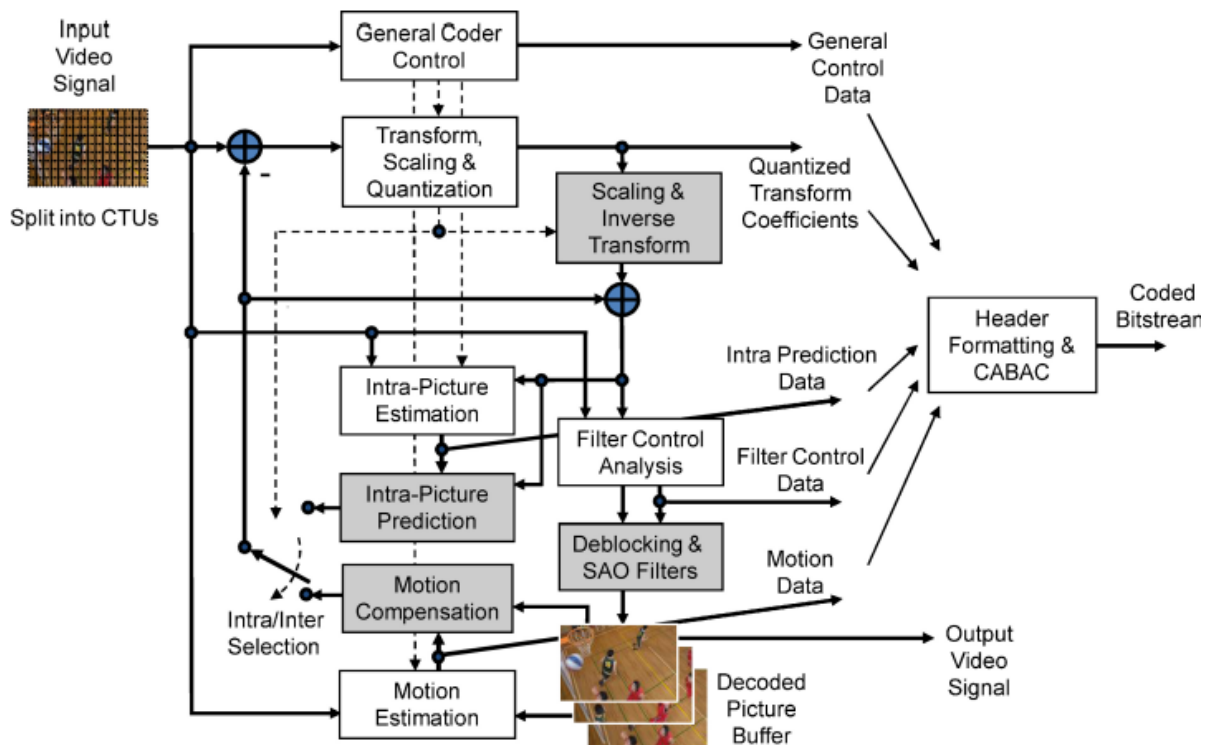 Input
Video
Signal
Split into CTUs
General Coder
Control
Transform,
Scaling &
Quantization
-
Scaling &
Inverse
Transform
General
Control
Data
Quantized
Transform
Coefficients
Header
Formatting &
CABAC
Coded
Bitstream
Intra-Picture
Estimation
Intra Prediction
Data
Filter Control
Analysis
Filter Control
Data
Intra-Picture
Prediction
Deblocking &
SAO Filters
Motion
Compensation
Motion
Data
Intra/Inter
Selection
Motion
Estimation
Decoded
Picture
Buffer
Output
Video
Signal